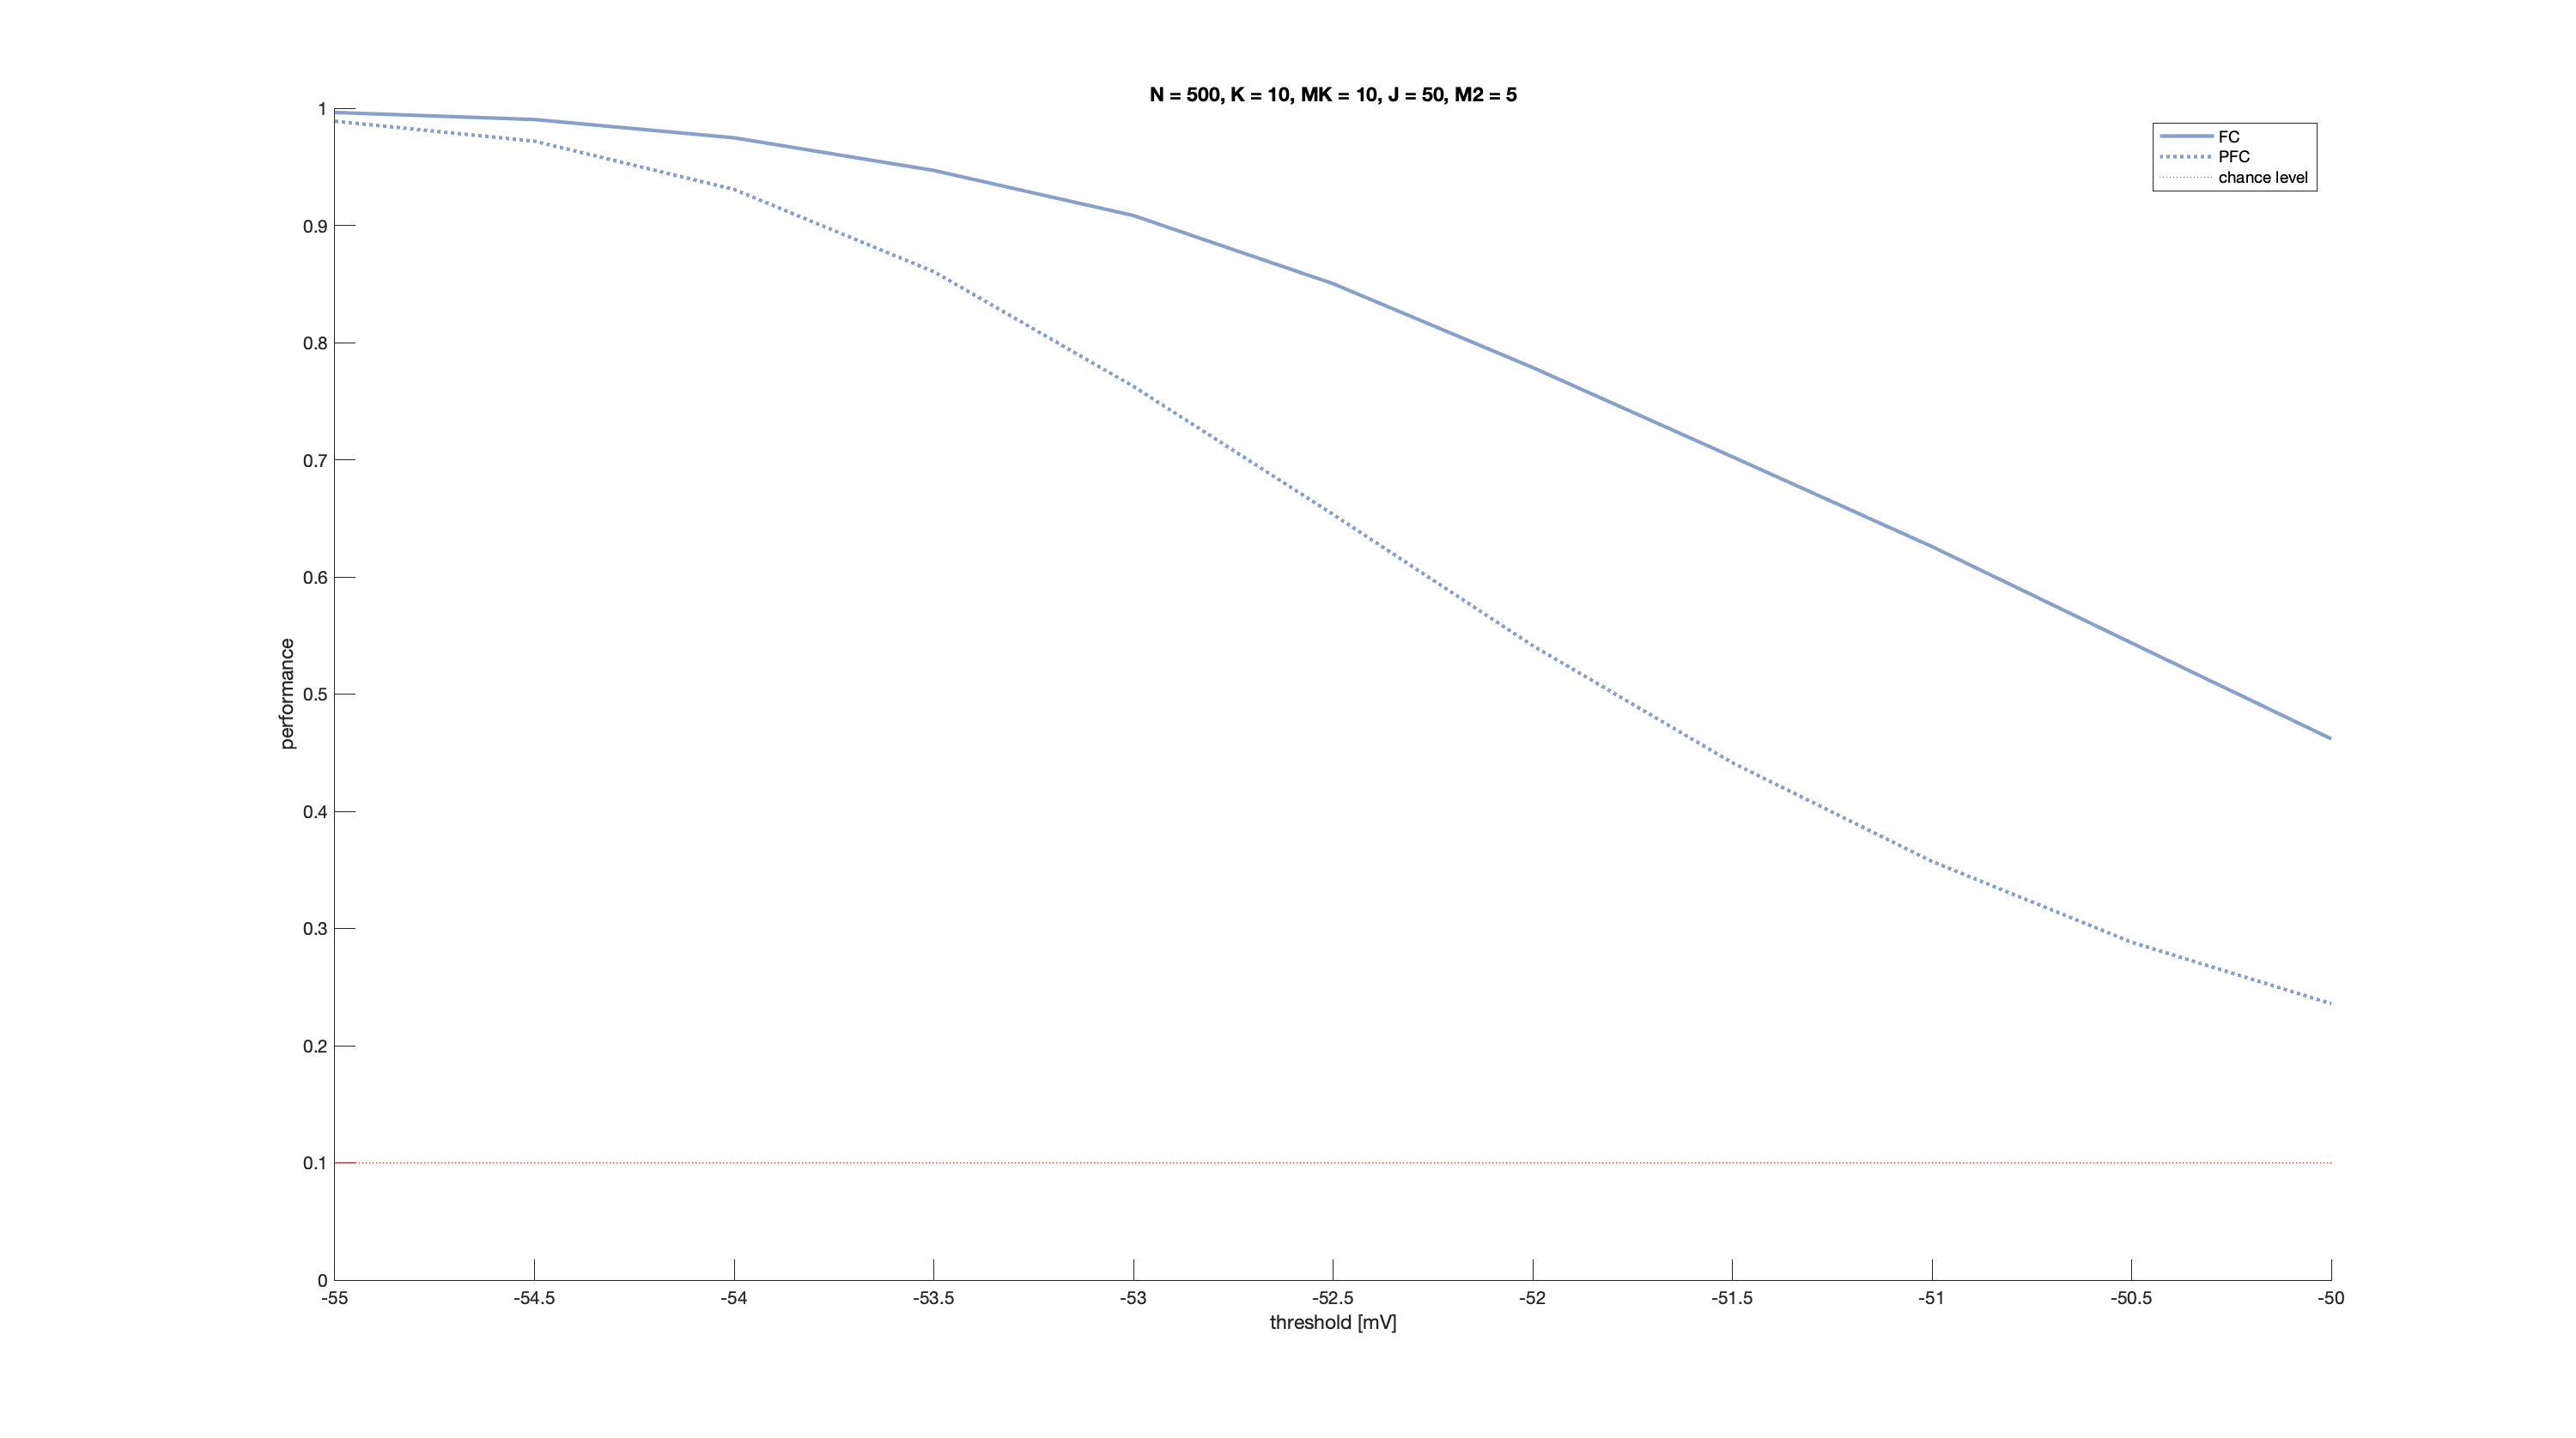 N = 500, K = 10, MK = 10, J = 50, M2 = 5
FC
PFC
chance level
1
0.9
0.8
0.7
0.6
0.5
0.4
0.3
0.2
0.1
0
performance
-55 -54.5 -54 -53.5 -53 -52.5 -52 -51.5 -51 -50.5 -50
threshold [mV]